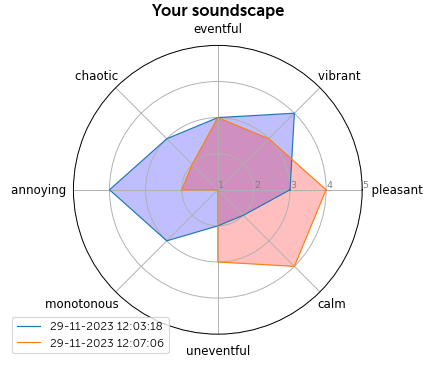 Your soundscape
eventful
chaotic
vibrant
annoying
1 2 3 4 5
pleasant
monotonous
calm
uneventful
29-11-2023 12:03:18
29-11-2023 12:07:06